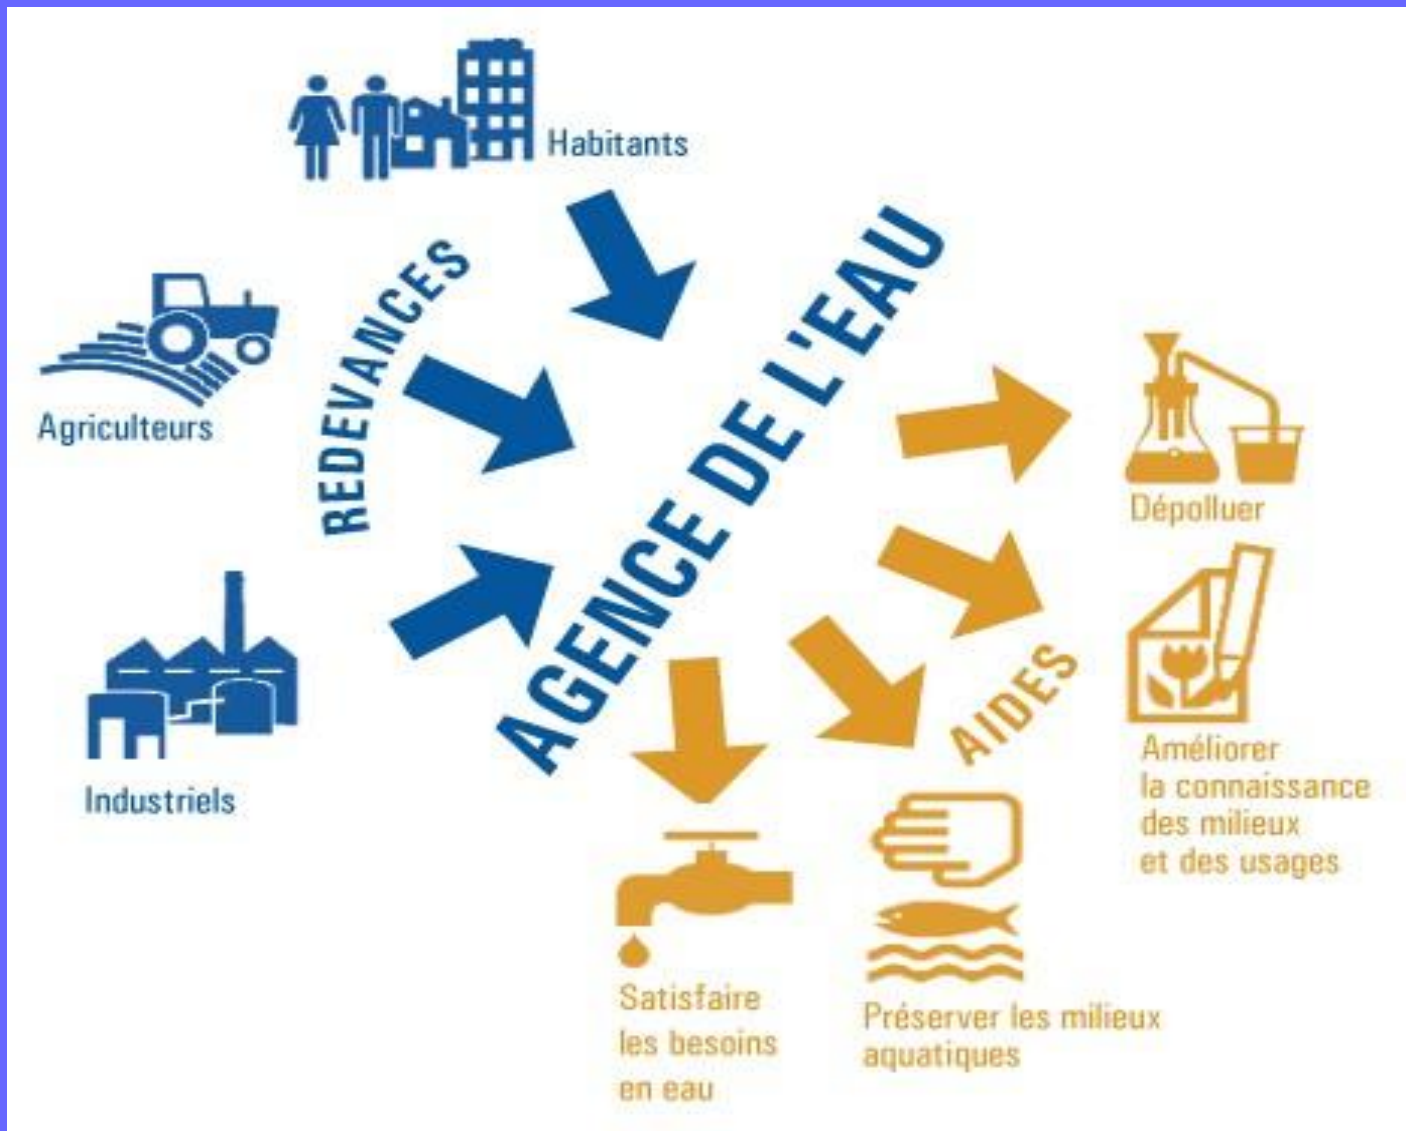 Habitants
REDEVANCES
Agriculteurs
Industriels
AGENCE DE L'EAU
Dépolluer
AIDES
Améliorer
la connaissance
des milieux
et des usages
Préserver les milieux
aquatiques
Satisfaire
les besoins
en eau